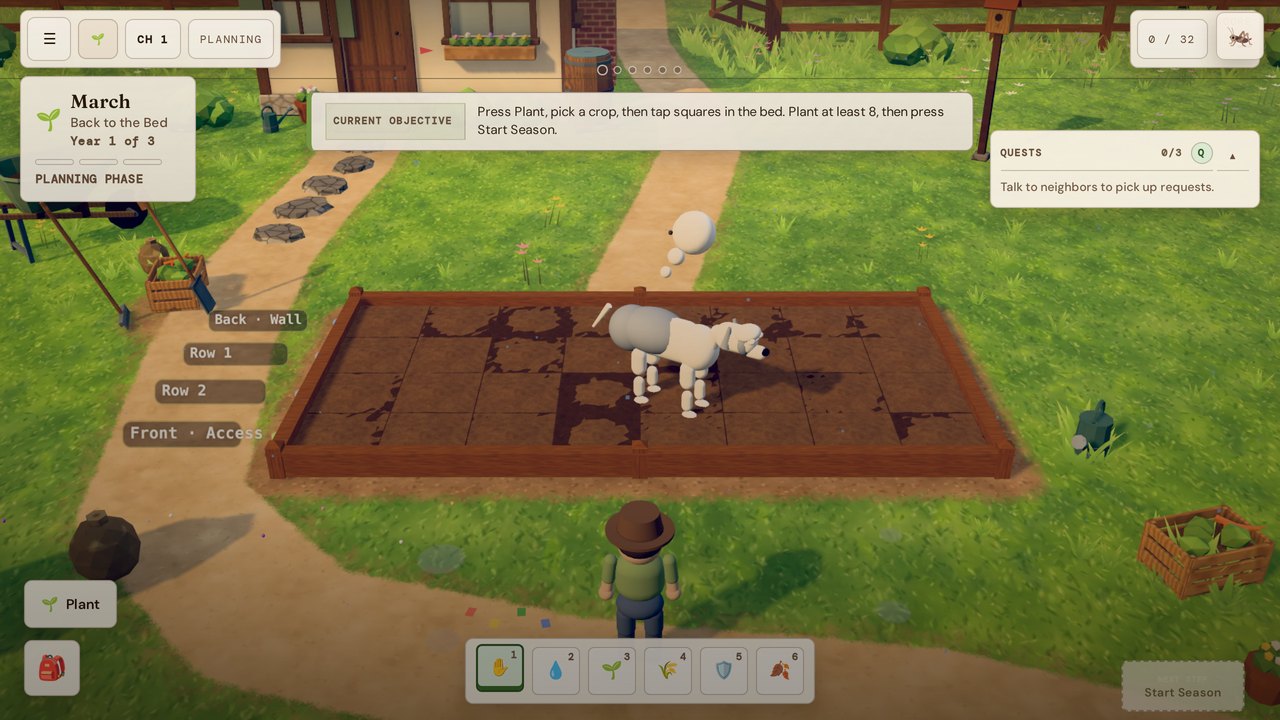 ☰
CH 1
PLANNING
0 / 32
March
Back to the Bed
Year 1 of 3
PLANNING PHASE
CURRENT OBJECTIVE
Press Plant, pick a crop, then tap squares in the bed. Plant at least 8, then press
Start Season.
QUESTS
0/3
Q
▲
Talk to neighbors to pick up requests.
Back · Wall
Row 1
Row 2
Front · Access
Plant
1
2
3
4
5
6
NEXT STEP
Start Season